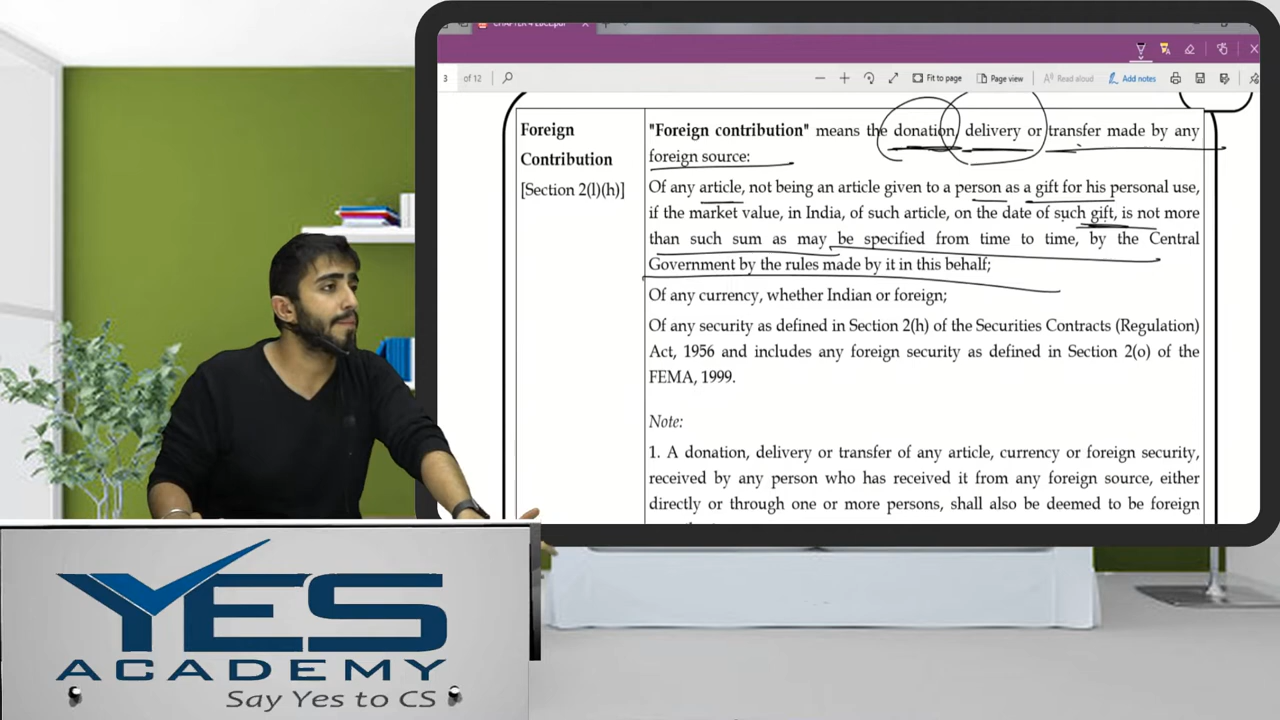 CHAPTER 4
3 of 12
Fit to page
Page view
Read aloud
Add notes
Foreign Contribution [Section 2(l)(h)]
"Foreign contribution" means the donation, delivery or transfer made by any
foreign source:
Of any article, not being an article given to a person as a gift for his personal use,
if the market value, in India, of such article, on the date of such gift, is not more
than such sum as may be specified from time to time, by the Central
Government by the rules made by it in this behalf;
Of any currency, whether Indian or foreign;
Of any security as defined in Section 2(h) of the Securities Contracts (Regulation)
Act, 1956 and includes any foreign security as defined in Section 2(o) of the
FEMA, 1999.
Note:
1. A donation, delivery or transfer of any article, currency or foreign security,
received by any person who has received it from any foreign source, either
directly or through one or more persons, shall also be deemed to be foreign
YES
ACADEMY
Say Yes to CS